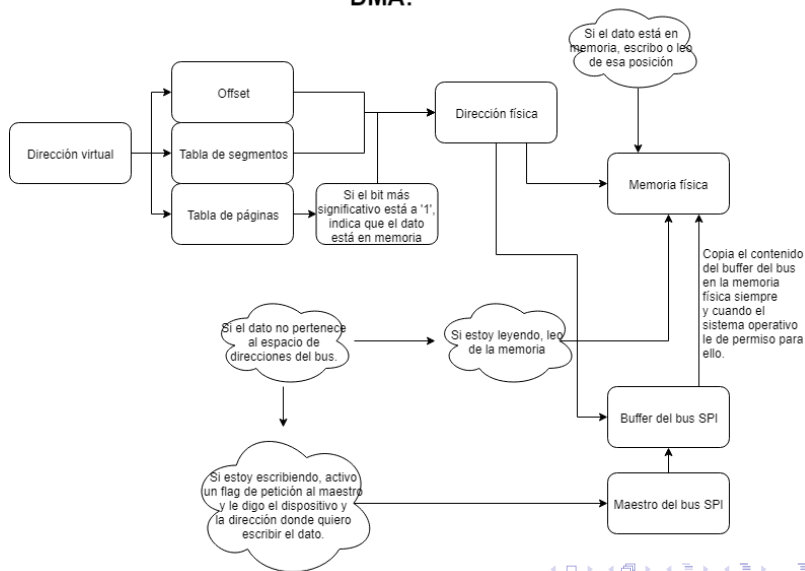 DMA:
Si el dato está en
memoria, escribo o leo
de esa posición
Offset
Dirección física
Dirección virtual
Tabla de segmentos
Memoria física
Tabla de páginas
Si el bit más
significativo está a '1',
indica que el dato
está en memoria
Copia el contenido
del buffer del bus
en la memoria
física siempre
y cuando el
sistema operativo
le de permiso para
ello.
Si el dato no pertenece
al espacio de
direcciones del bus.
Si estoy leyendo, leo
de la memoria
Buffer del bus SPI
Si estoy escribiendo, activo
un flag de petición al maestro
y le digo el dispositivo y
la dirección donde quiero
escribir el dato.
Maestro del bus SPI